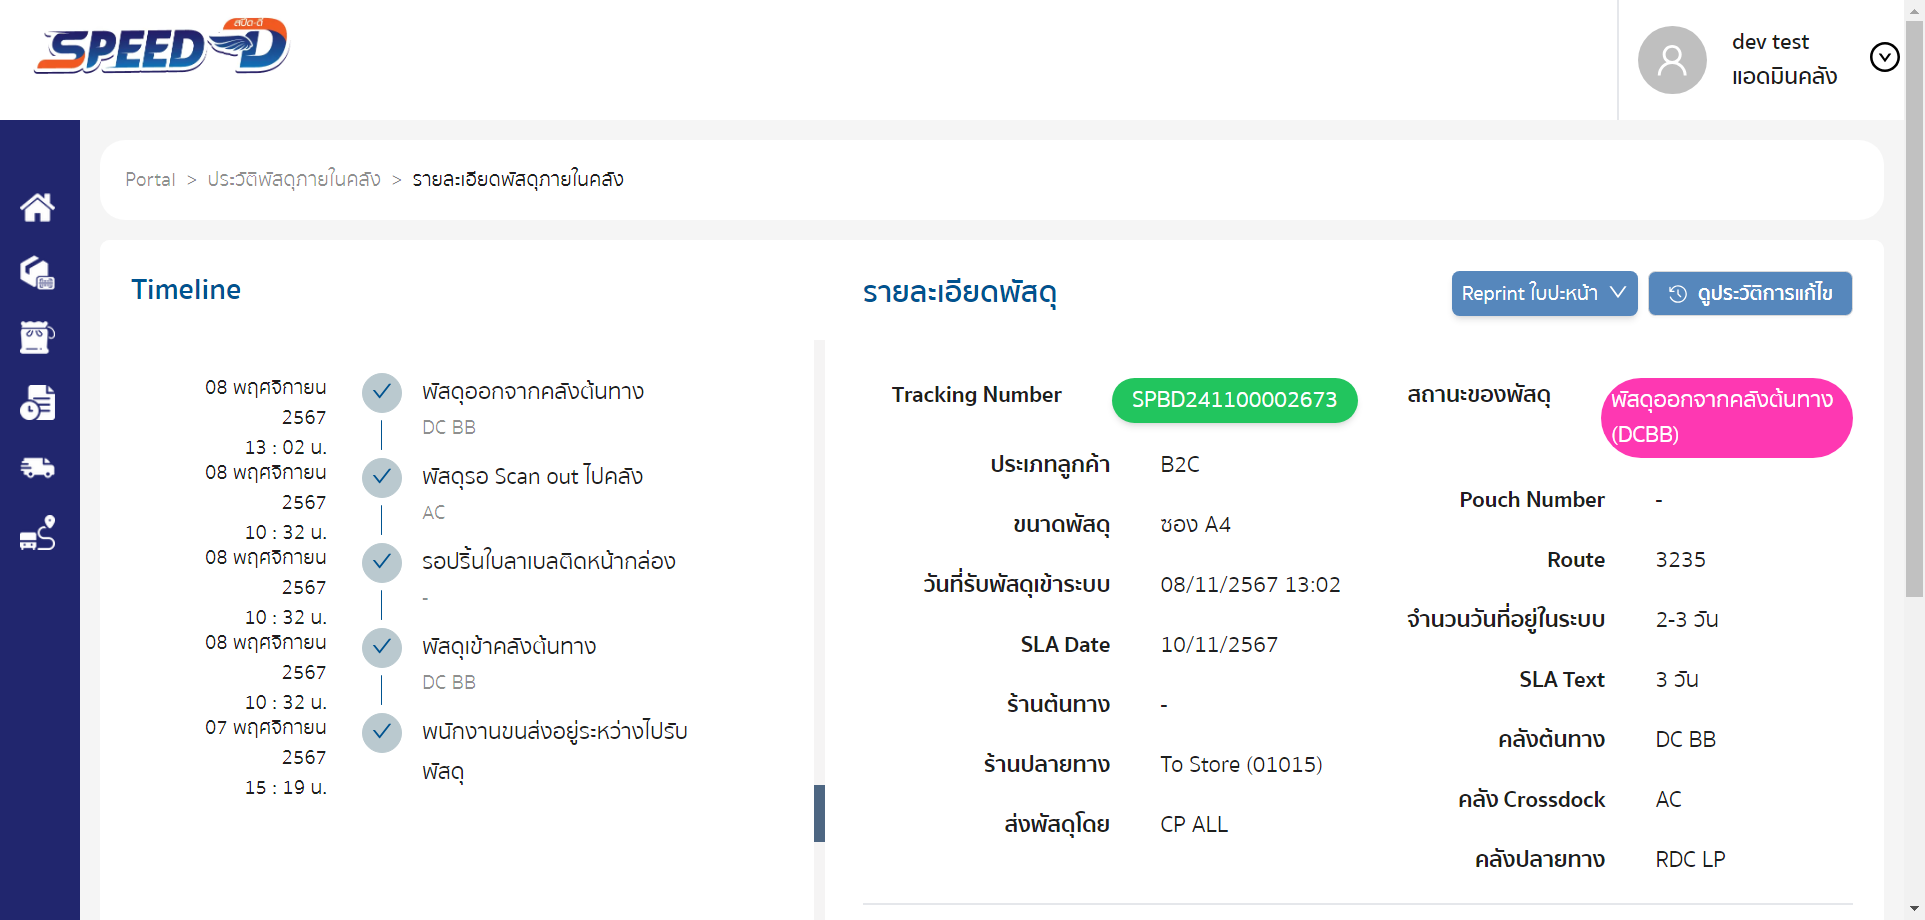 สปีด-ดี
SPEED-D
dev test
แอดมินคลัง
Portal > ประวัติพัสดุภายในคลัง > รายละเอียดพัสดุภายในคลัง
Timeline
08 พฤศจิกายน
2567
13 : 02 น.
พัสดุออกจากคลังต้นทาง
DC BB
08 พฤศจิกายน
2567
10 : 32 น.
พัสดุรอ Scan out ไปคลัง
AC
08 พฤศจิกายน
2567
10 : 32 น.
รอปริ้นใบลาเบลติดหน้ากล่อง
-
08 พฤศจิกายน
2567
10 : 32 น.
พัสดุเข้าคลังต้นทาง
DC BB
07 พฤศจิกายน
2567
15 : 19 น.
พนักงานขนส่งอยู่ระหว่างไปรับ
พัสดุ
รายละเอียดพัสดุ
Reprint ใบปะหน้า
ดูประวัติการแก้ไข
Tracking Number SPBD241100002673
ประเภทลูกค้า B2C
ขนาดพัสดุ ซอง A4
วันที่รับพัสดุเข้าระบบ 08/11/2567 13:02
SLA Date 10/11/2567
ร้านต้นทาง -
ร้านปลายทาง To Store (01015)
ส่งพัสดุโดย CP ALL
สถานะของพัสดุ พัสดุออกจากคลังต้นทาง
(DCBB)
Pouch Number -
Route 3235
จำนวนวันที่อยู่ในระบบ 2-3 วัน
SLA Text 3 วัน
คลังต้นทาง DC BB
คลัง Crossdock AC
คลังปลายทาง RDC LP